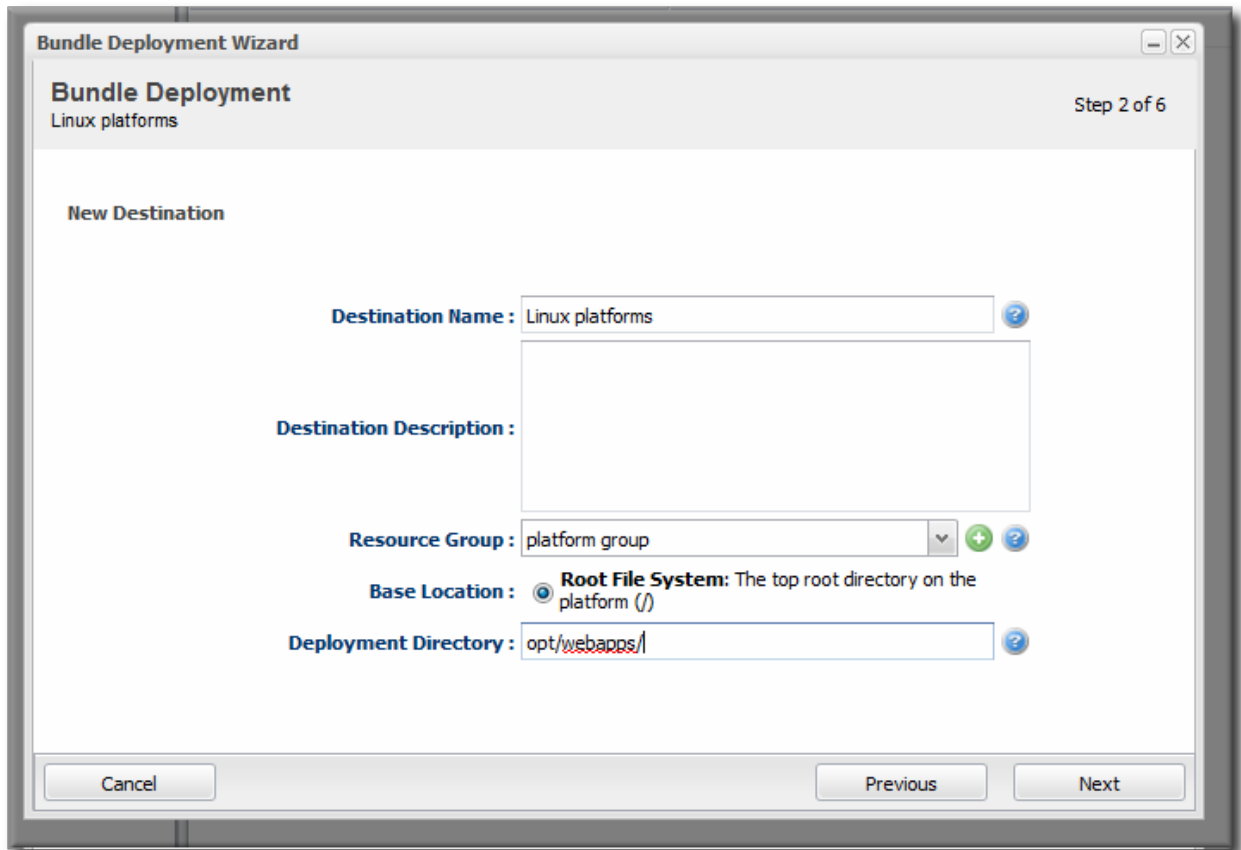 Bundle Deployment Wizard
Bundle Deployment
Linux platforms
Step 2 of 6
New Destination
Destination Name : Linux platforms
Destination Description :
Resource Group : platform group
Base Location : Root File System: The top root directory on the
platform (/)
Deployment Directory : opt/webapps/
Cancel Previous Next